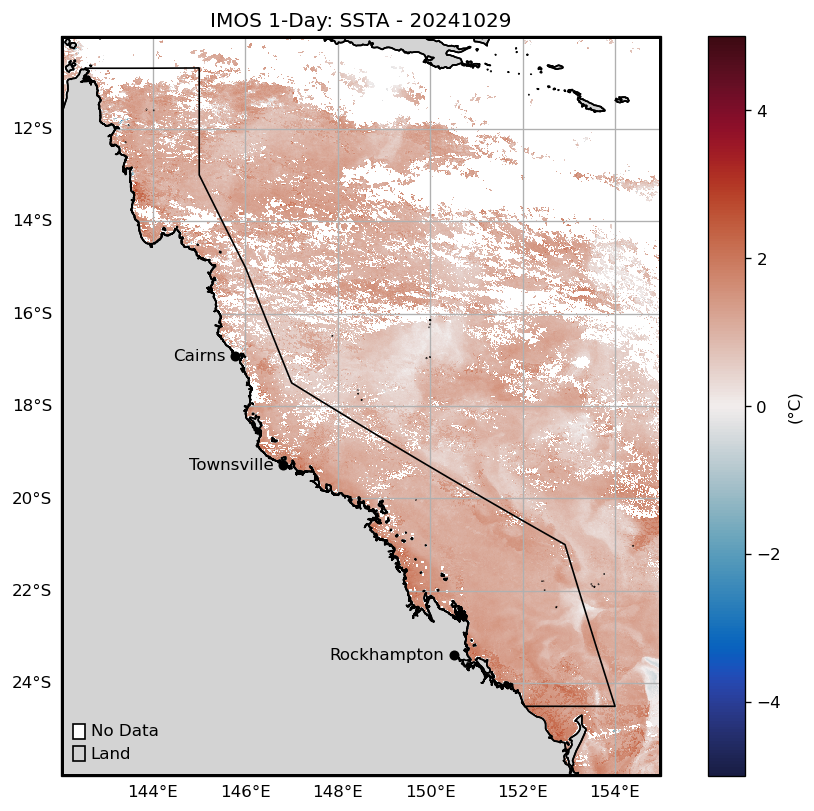 IMOS 1-Day: SSTA - 20241029
12°S
14°S
16°S
18°S
20°S
22°S
24°S
Cairns
Townsville
Rockhampton
No Data
Land
144°E 146°E 148°E 150°E 152°E 154°E
4
2
0
−2
−4
(°C)